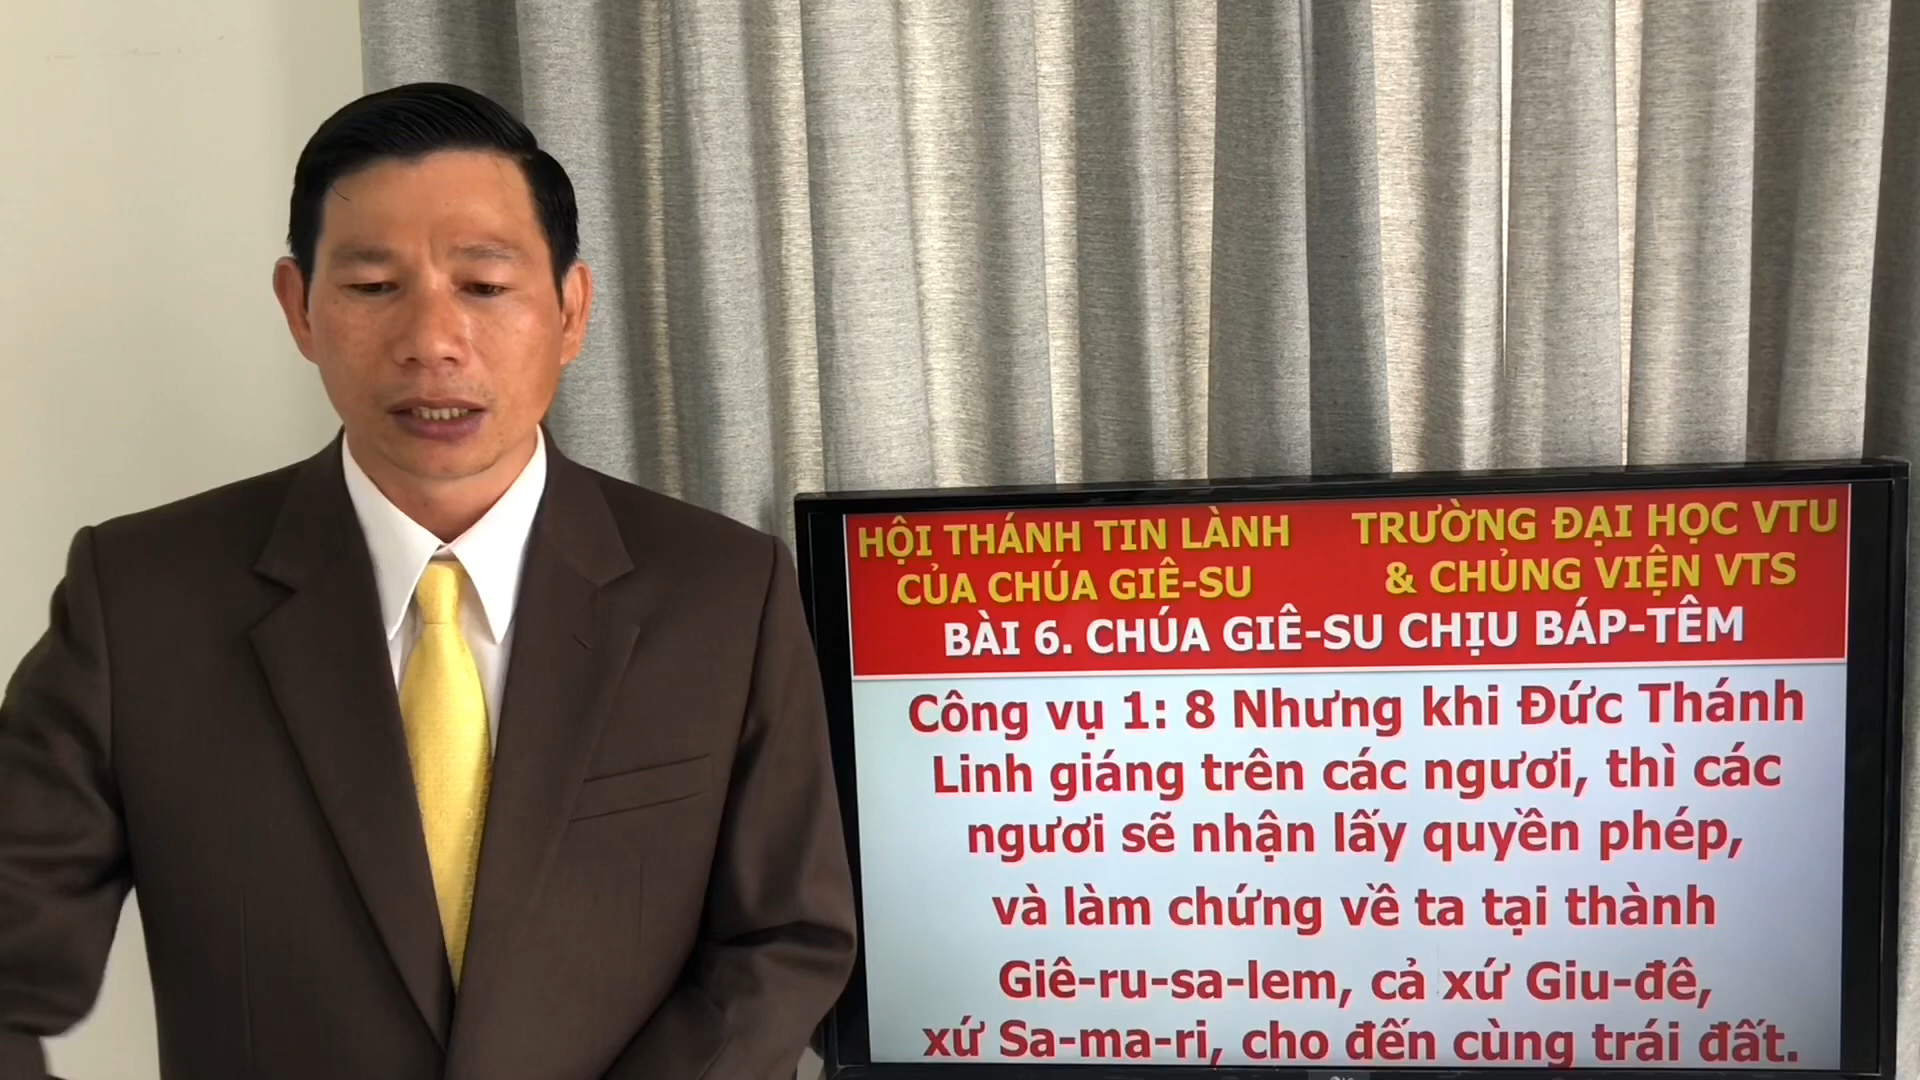 HỘI THÁNH TIN LÀNH
CỦA CHÚA GIÊ-SU
TRƯỜNG ĐẠI HỌC VTU
& CHỦNG VIỆN VTS
BÀI 6. CHÚA GIÊ-SU CHỊU BÁP-TÊM
Công vụ 1: 8 Nhưng khi Đức Thánh
Linh giáng trên các ngươi, thì các
ngươi sẽ nhận lấy quyền phép,
và làm chứng về ta tại thành
Giê-ru-sa-lem, cả xứ Giu-đê,
xứ Sa-ma-ri, cho đến cùng trái đất.